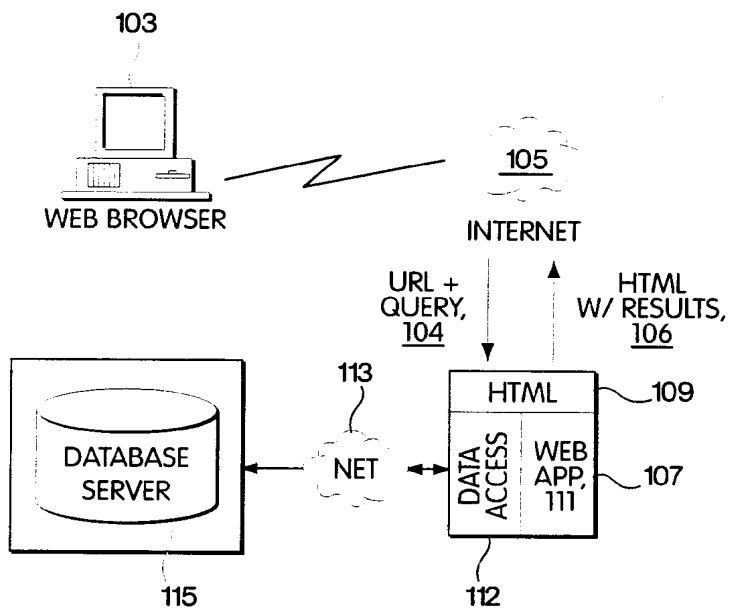 103
WEB BROWSER
105
INTERNET
URL +
QUERY,
104
HTML
W/ RESULTS,
106
113
HTML
109
DATABASE
SERVER
NET
DATA
ACCESS
WEB
APP,
111
107
115
112